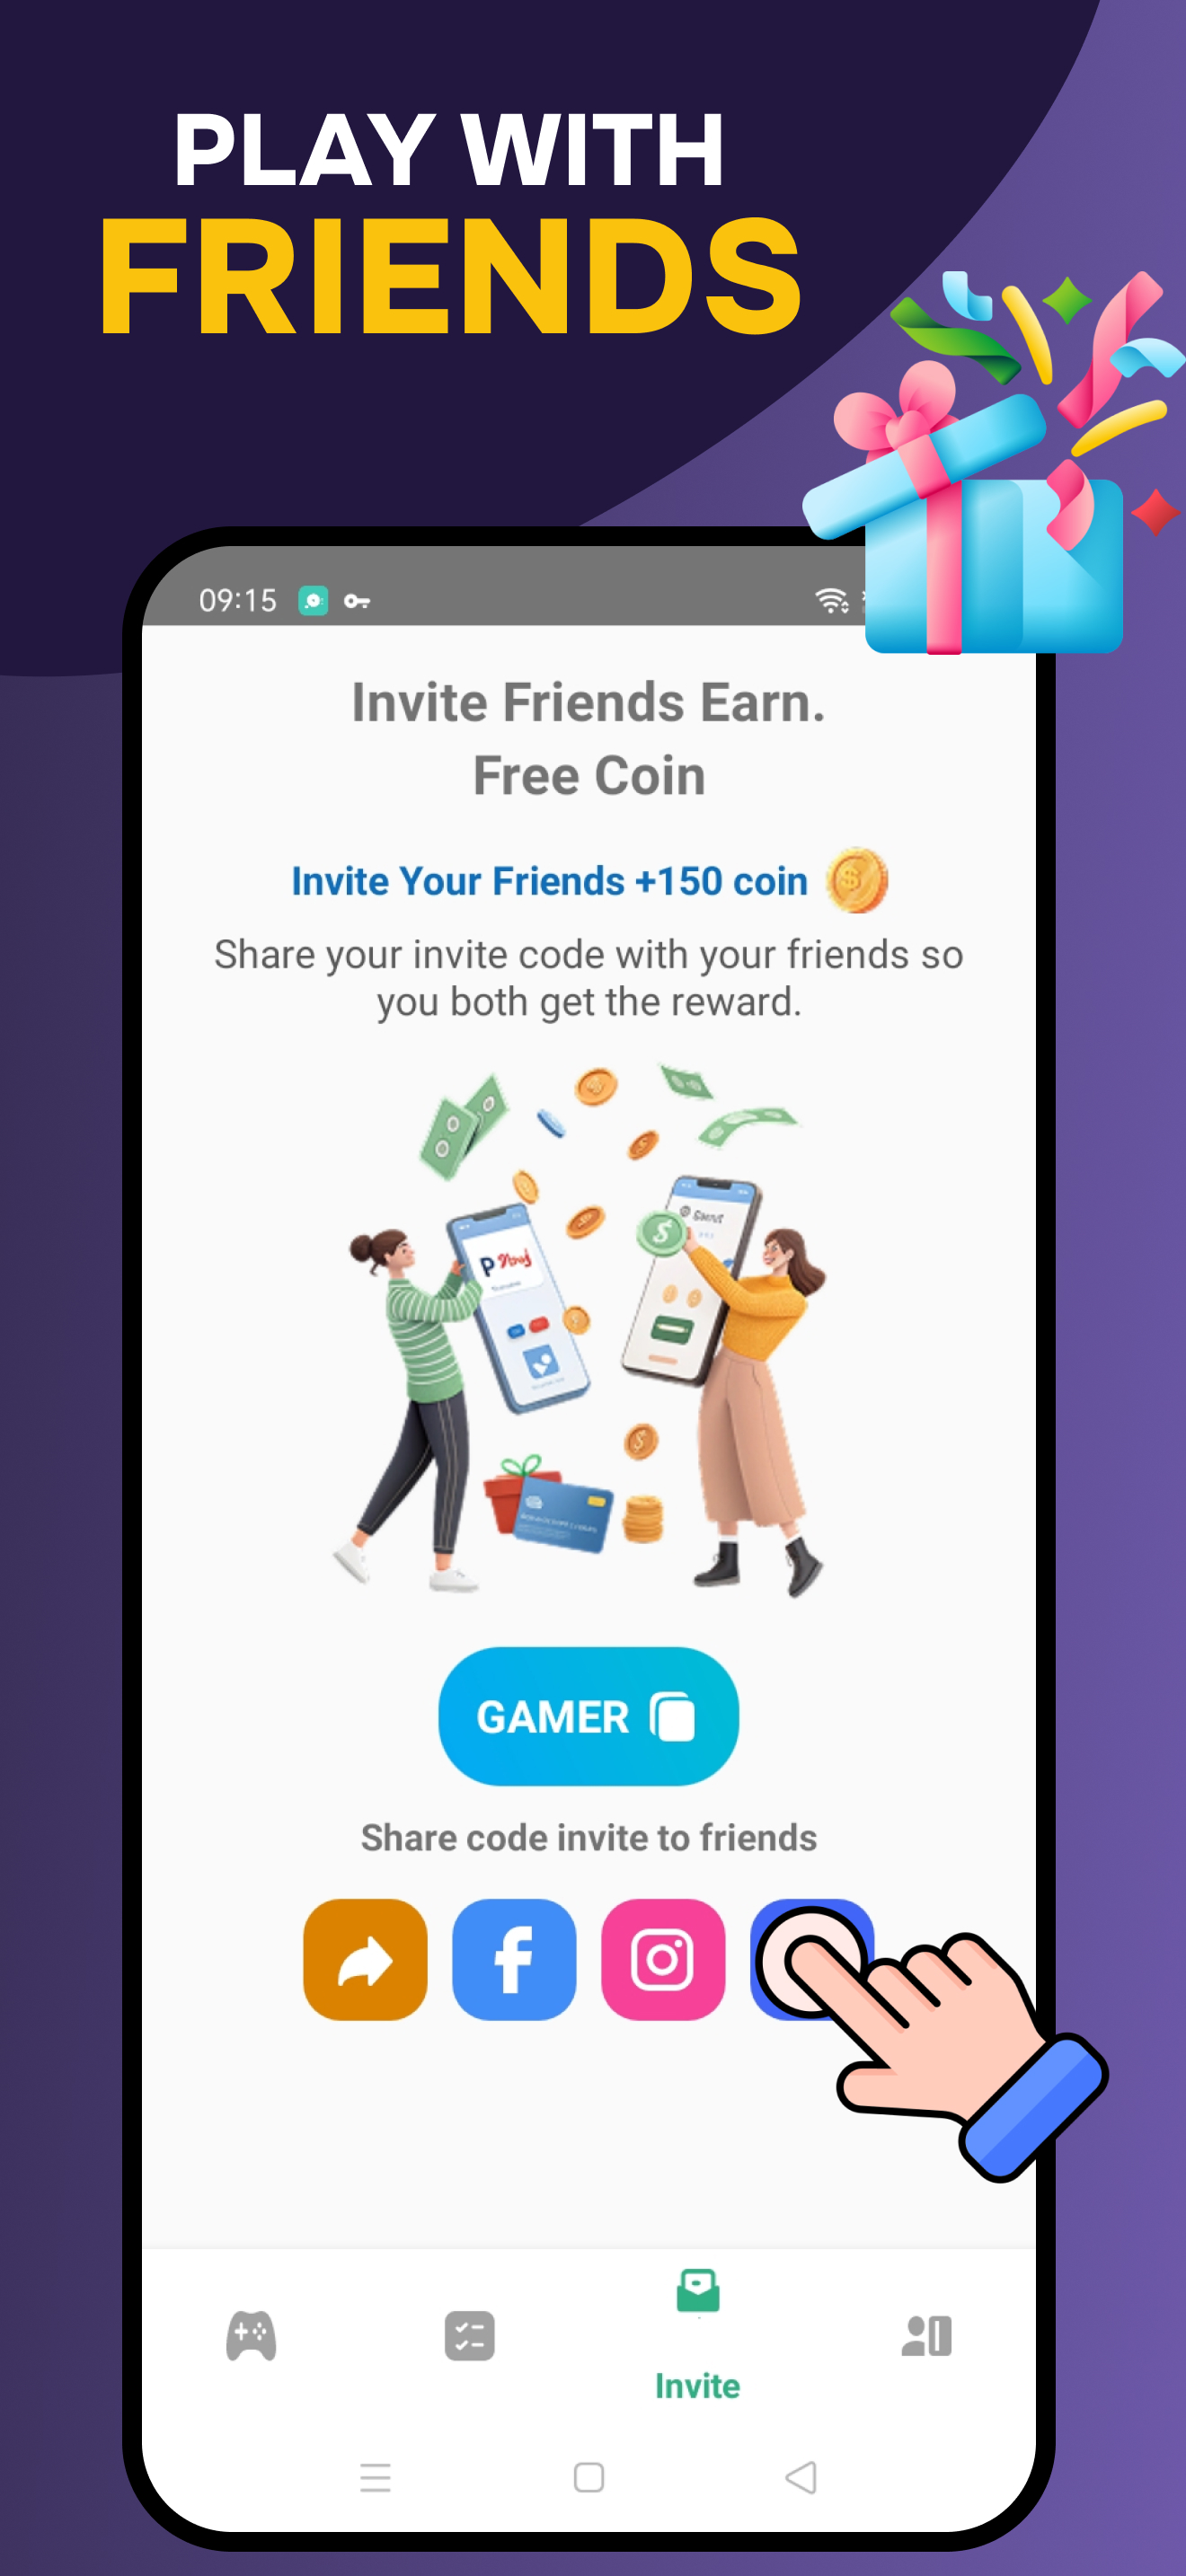 PLAY WITH
FRIENDS
09:15
Invite Friends Earn.
Free Coin
Invite Your Friends +150 coin
Share your invite code with your friends so
you both get the reward.
GAMER
Share code invite to friends
Invite